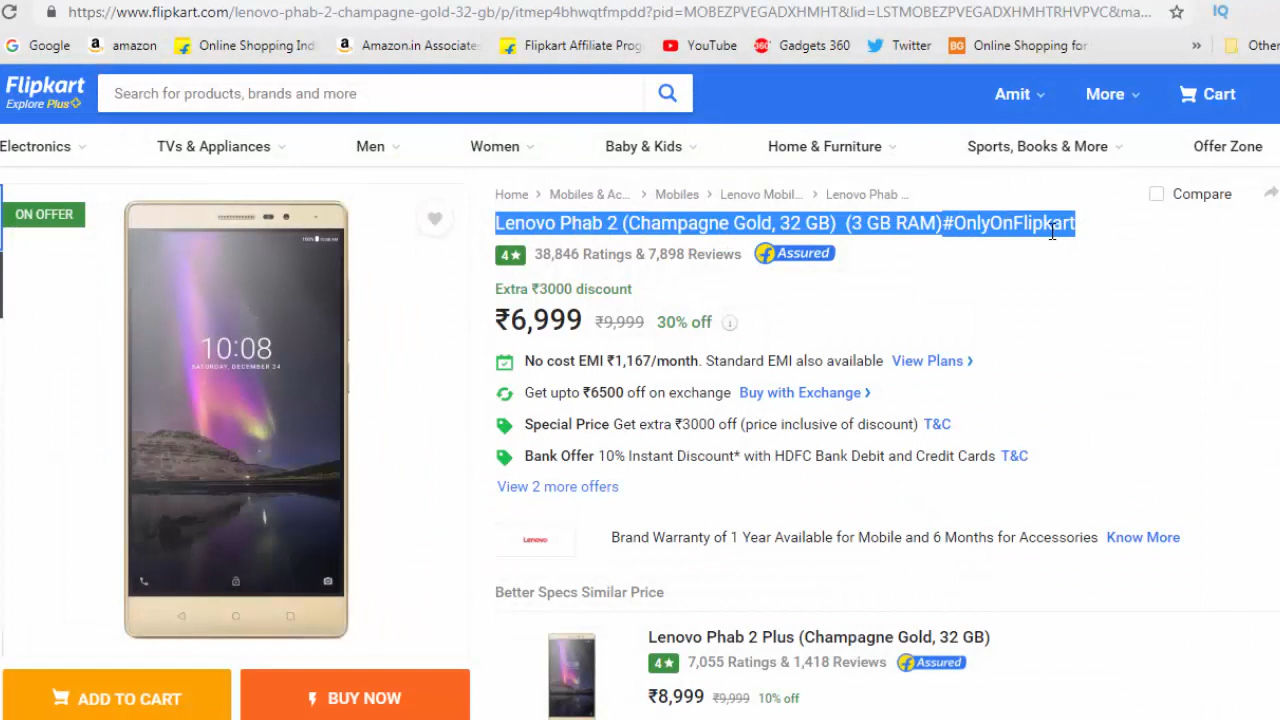 https://www.flipkart.com/lenovo-phab-2-champagne-gold-32-gb/p/itmep4bhwqtfmpdd?pid=MOBEZPVEGADXHMHT&lid=LSTMOBEZPVEGADXHMHTRHVPVC&ma...
Google amazon Online Shopping Ind Amazon.in Associate Flipkart Affiliate Prog YouTube Gadgets 360 Twitter Online Shopping for » Other
Flipkart Search for products, brands and more Amit More Cart
Explore Plus
Electronics TVs & Appliances Men Women Baby & Kids Home & Furniture Sports, Books & More Offer Zone
Home > Mobiles & Ac... > Mobiles > Lenovo Mobil... > Lenovo Phab ... Compare
ON OFFER
Lenovo Phab 2 (Champagne Gold, 32 GB) (3 GB RAM)#OnlyOnFlipkart
4★ 38,846 Ratings & 7,898 Reviews Assured
Extra ₹3000 discount
₹6,999 ₹9,999 30% off
10:08
SATURDAY, DECEMBER 24
No cost EMI ₹1,167/month. Standard EMI also available View Plans >
Get upto ₹6500 off on exchange Buy with Exchange >
Special Price Get extra ₹3000 off (price inclusive of discount) T&C
Bank Offer 10% Instant Discount* with HDFC Bank Debit and Credit Cards T&C
View 2 more offers
Lenovo Brand Warranty of 1 Year Available for Mobile and 6 Months for Accessories Know More
Better Specs Similar Price
Lenovo Phab 2 Plus (Champagne Gold, 32 GB)
4★ 7,055 Ratings & 1,418 Reviews Assured
₹8,999 ₹9,999 10% off
ADD TO CART BUY NOW